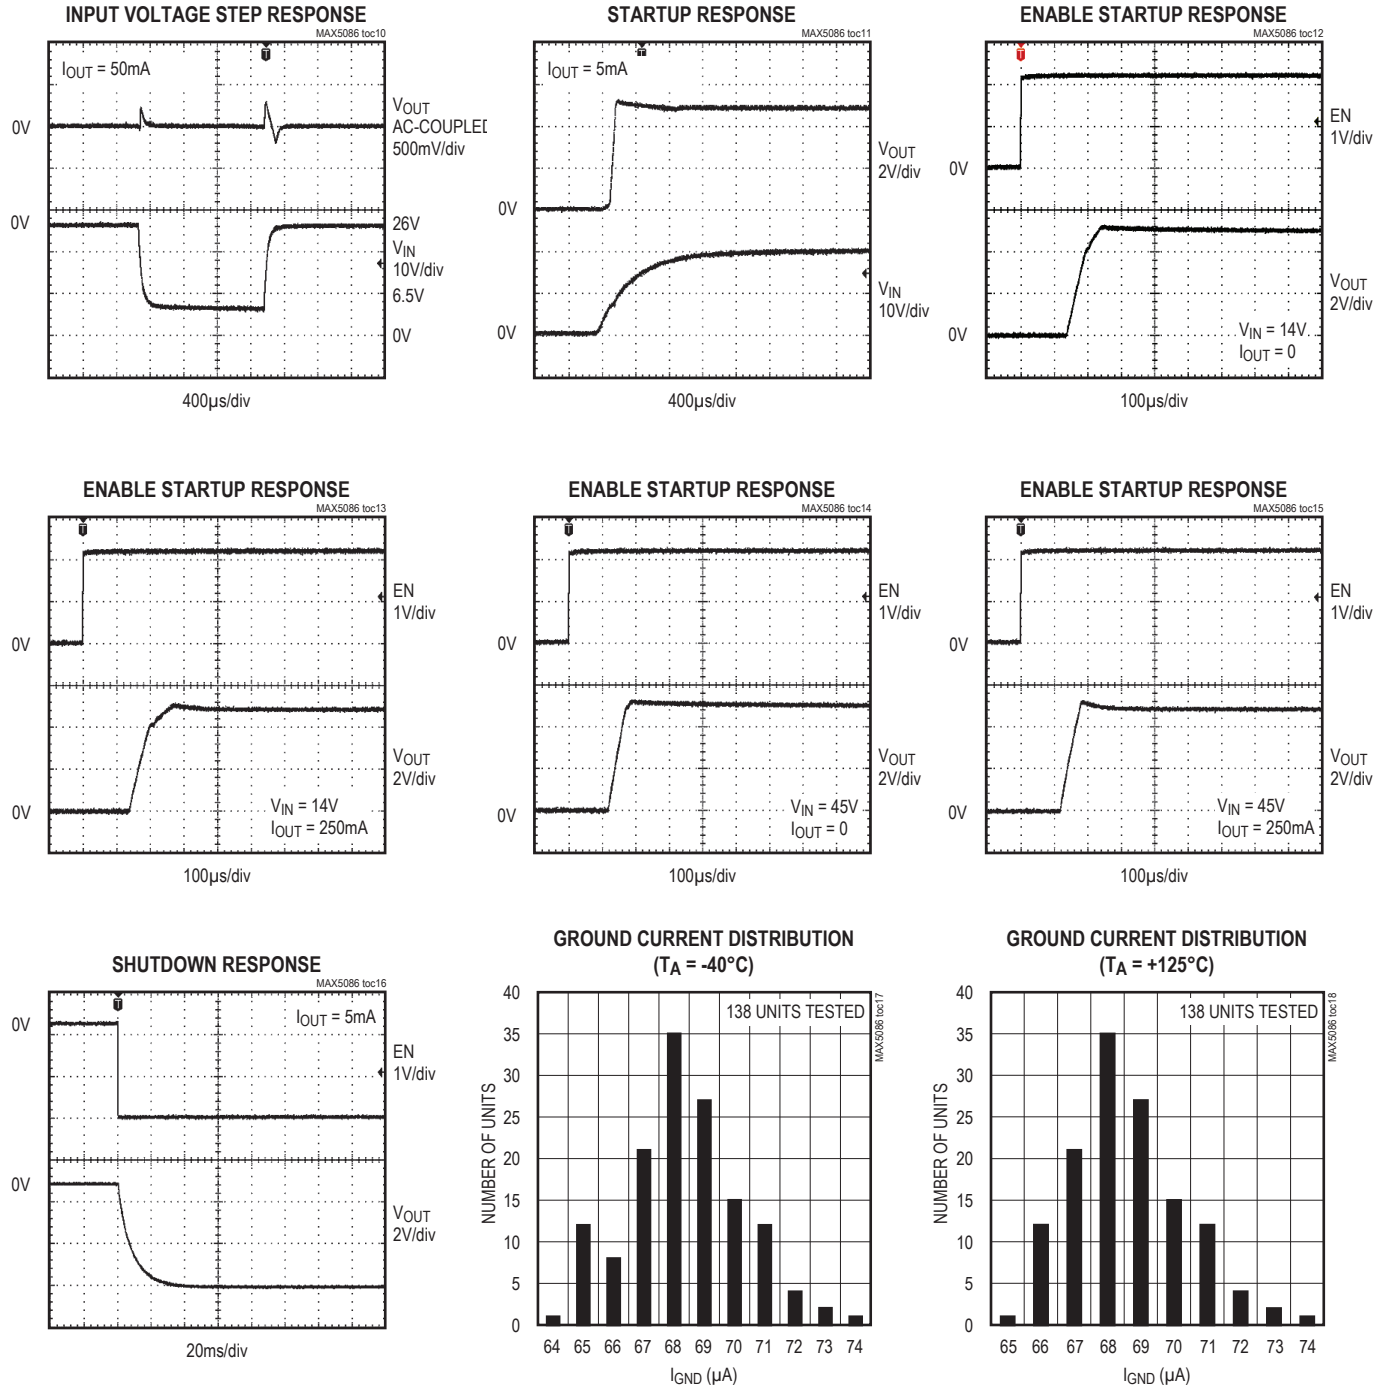 INPUT VOLTAGE STEP RESPONSE
MAX5086 toc10
IOUT = 50mA
0V
VOUT
AC-COUPLED
500mV/div
0V
26V
VIN
10V/div
6.5V
0V
400µs/div
STARTUP RESPONSE
MAX5086 toc11
IOUT = 5mA
VOUT
2V/div
0V
VIN
10V/div
0V
400µs/div
ENABLE STARTUP RESPONSE
MAX5086 toc12
EN
1V/div
0V
VOUT
2V/div
VIN = 14V
IOUT = 0
0V
100µs/div
ENABLE STARTUP RESPONSE
MAX5086 toc13
EN
1V/div
0V
VOUT
2V/div
VIN = 14V
IOUT = 250mA
0V
100µs/div
ENABLE STARTUP RESPONSE
MAX5086 toc14
EN
1V/div
0V
VOUT
2V/div
VIN = 45V
IOUT = 0
0V
100µs/div
ENABLE STARTUP RESPONSE
MAX5086 toc15
EN
1V/div
0V
VOUT
2V/div
VIN = 45V
IOUT = 250mA
0V
100µs/div
SHUTDOWN RESPONSE
MAX5086 toc16
IOUT = 5mA
0V
EN
1V/div
0V
VOUT
2V/div
20ms/div
GROUND CURRENT DISTRIBUTION
(TA = -40°C)
MAX5086 toc17
138 UNITS TESTED
NUMBER OF UNITS
40
35
30
25
20
15
10
5
0
64 65 66 67 68 69 70 71 72 73 74
IGND (µA)
GROUND CURRENT DISTRIBUTION
(TA = +125°C)
MAX5086 toc18
138 UNITS TESTED
NUMBER OF UNITS
40
35
30
25
20
15
10
5
0
65 66 67 68 69 70 71 72 73 74
IGND (µA)